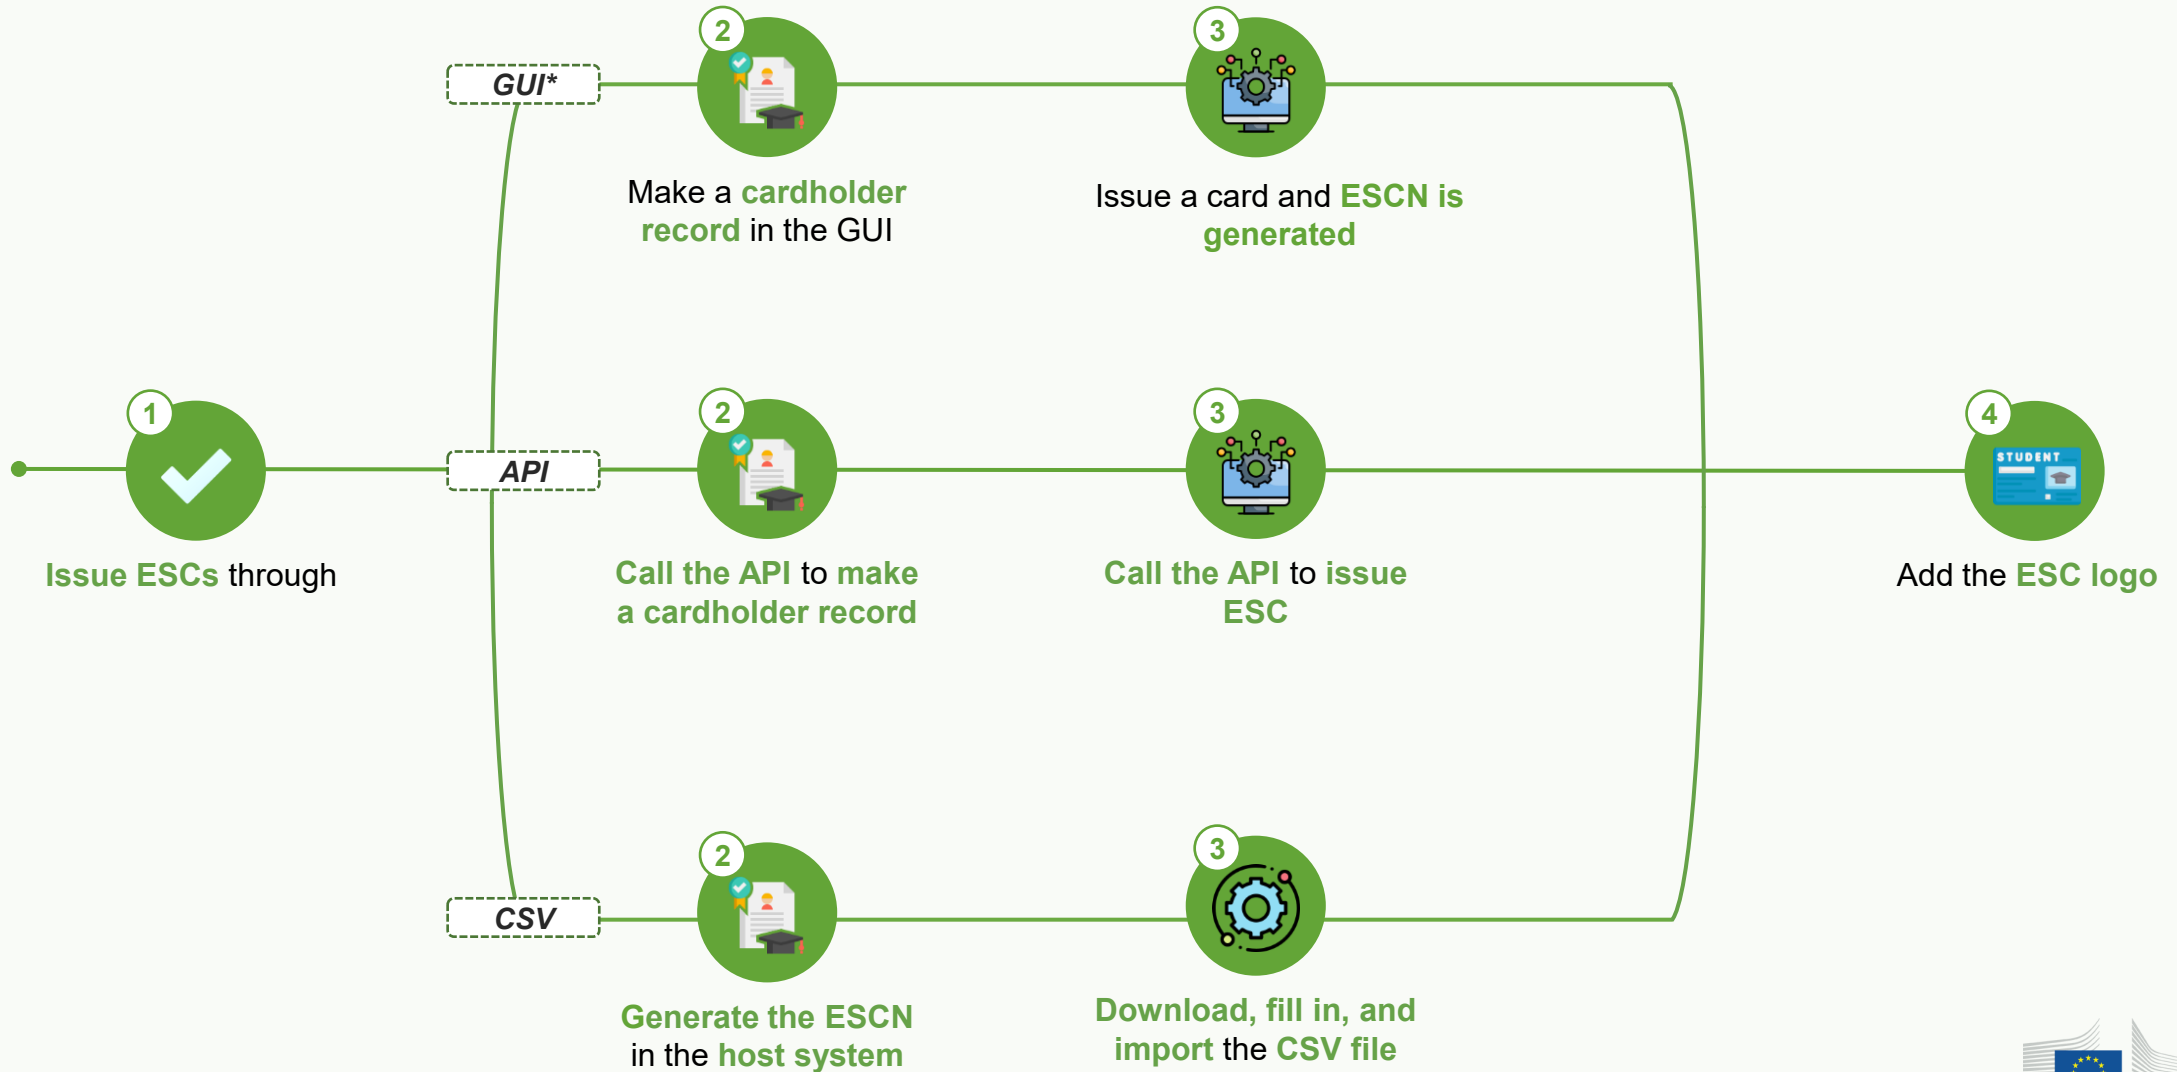 1
Issue ESCs through
GUI*
2
Make a cardholder
record in the GUI
3
Issue a card and ESCN is
generated
API
2
Call the API to make
a cardholder record
3
Call the API to issue
ESC
CSV
2
Generate the ESCN
in the host system
3
Download, fill in, and
import the CSV file
4
STUDENT
Add the ESC logo